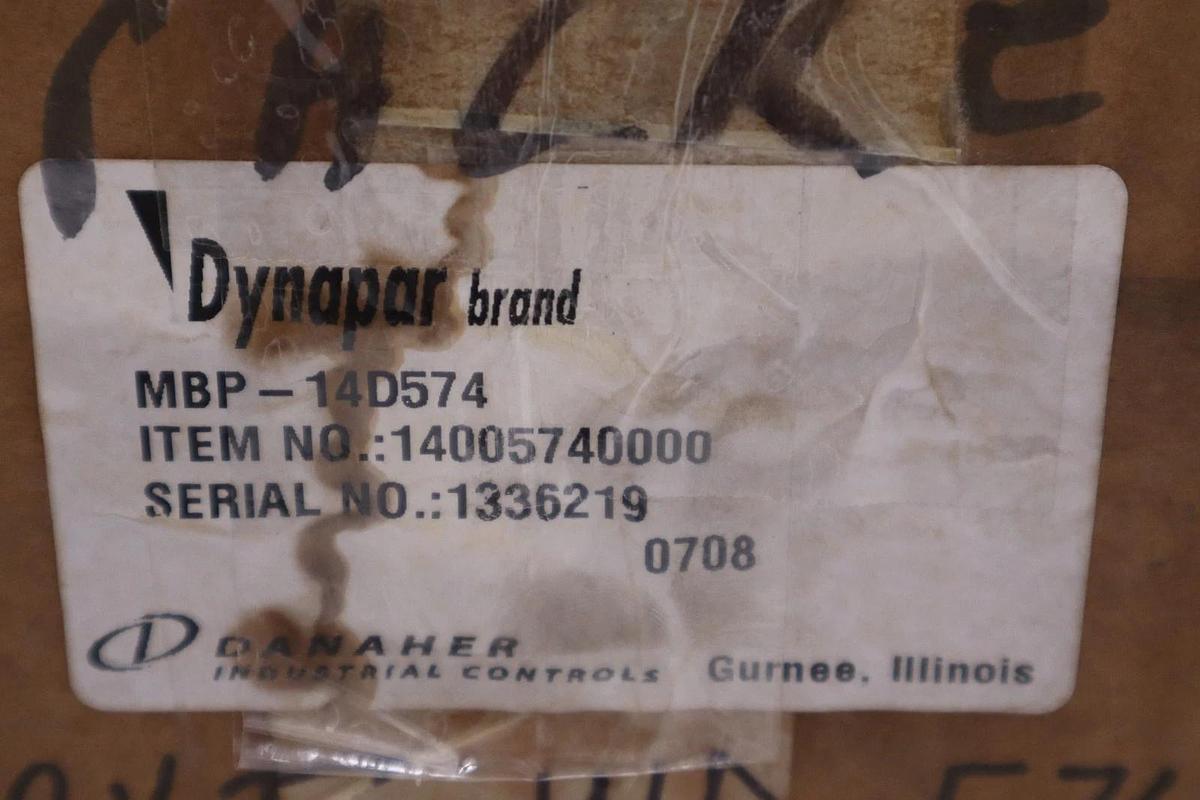 Dynapar brand
MBP-14D574
ITEM NO.:14005740000
SERIAL NO.:1336219
0708
DANAHER
INDUSTRIAL CONTROLS Gurnee, Illinois